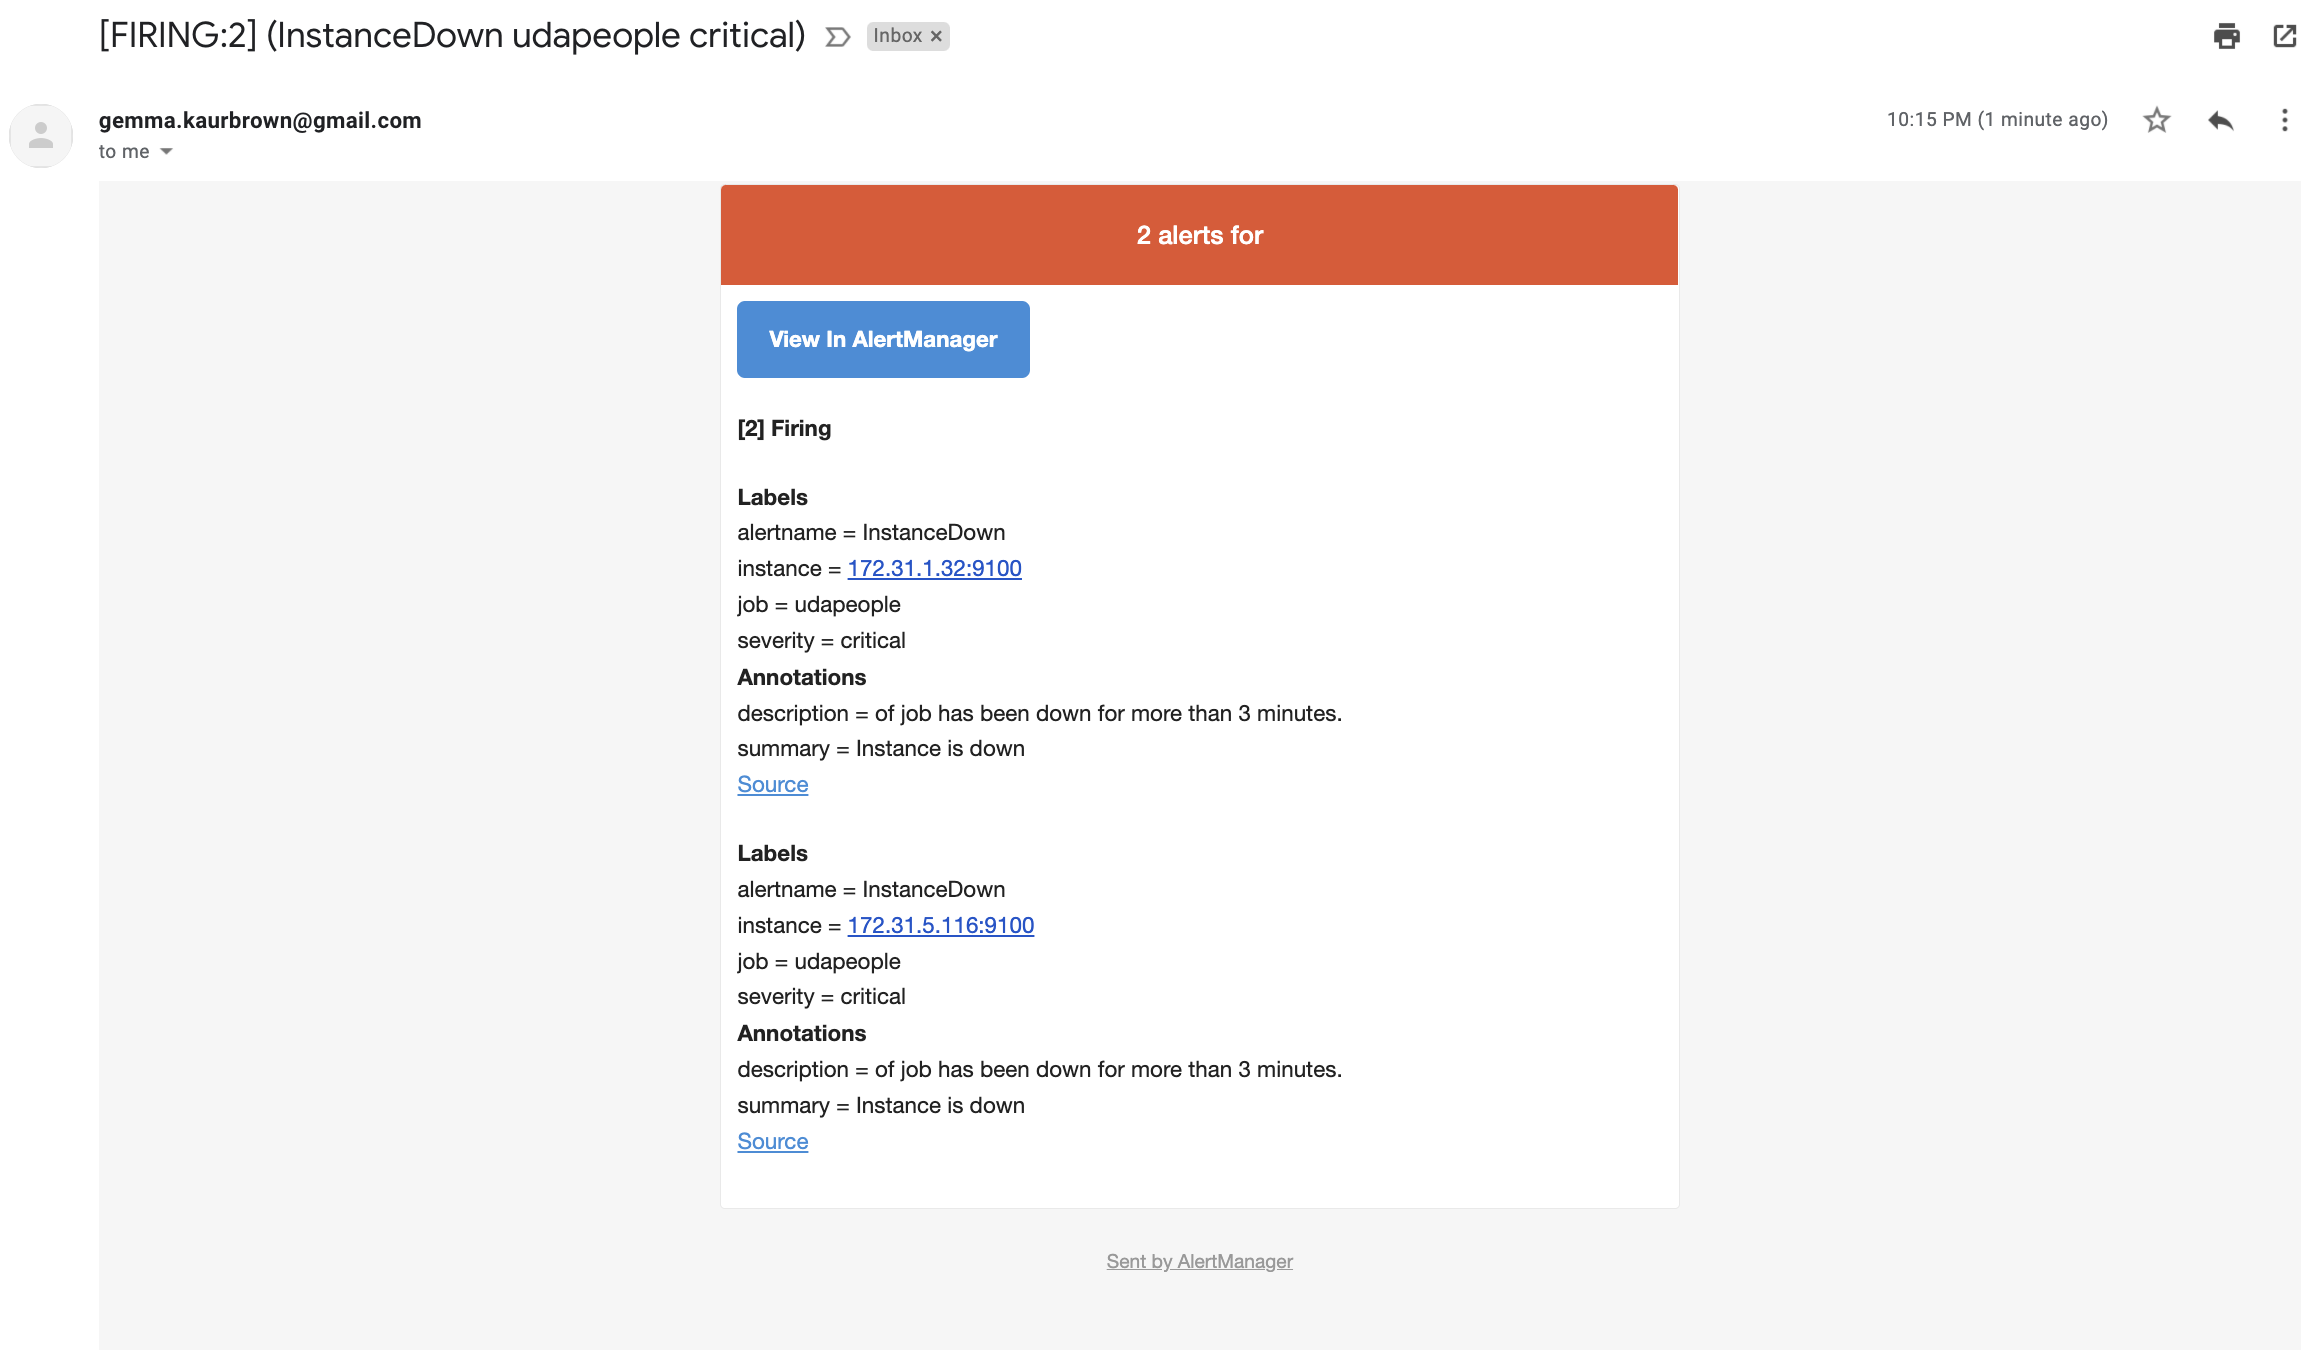 [FIRING:2] (InstanceDown udapeople critical) Inbox ×
gemma.kaurbrown@gmail.com 10:15 PM (1 minute ago)
to me
2 alerts for
View In AlertManager
[2] Firing
Labels
alertname = InstanceDown
instance = 172.31.1.32:9100
job = udapeople
severity = critical
Annotations
description = of job has been down for more than 3 minutes.
summary = Instance is down
Source
Labels
alertname = InstanceDown
instance = 172.31.5.116:9100
job = udapeople
severity = critical
Annotations
description = of job has been down for more than 3 minutes.
summary = Instance is down
Source
Sent by AlertManager